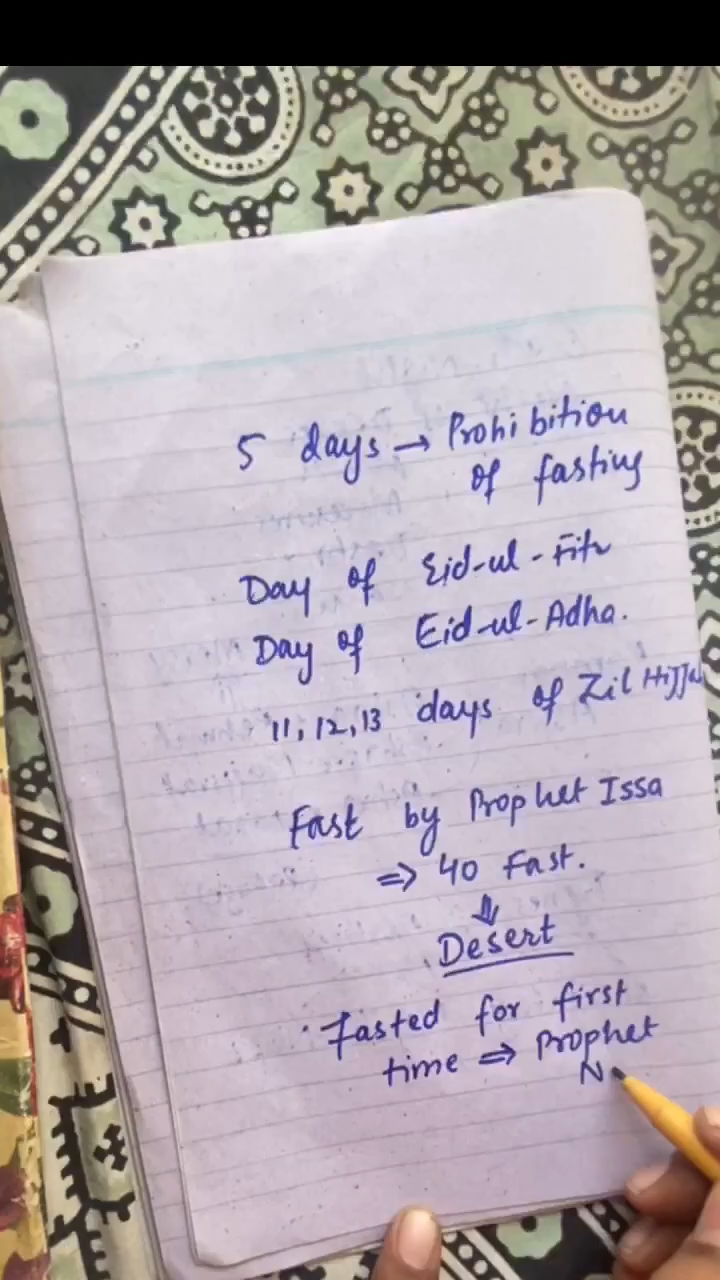 5 days → Prohibition
of fasting
Day of Eid-ul-Fitr
Day of Eid-ul-Adha.
11, 12, 13 days of Zil Hijja
Fast by Prophet Issa
⇒ 40 Fast.
⇓
Desert
· Fasted for first
time ⇒ Prophet
N